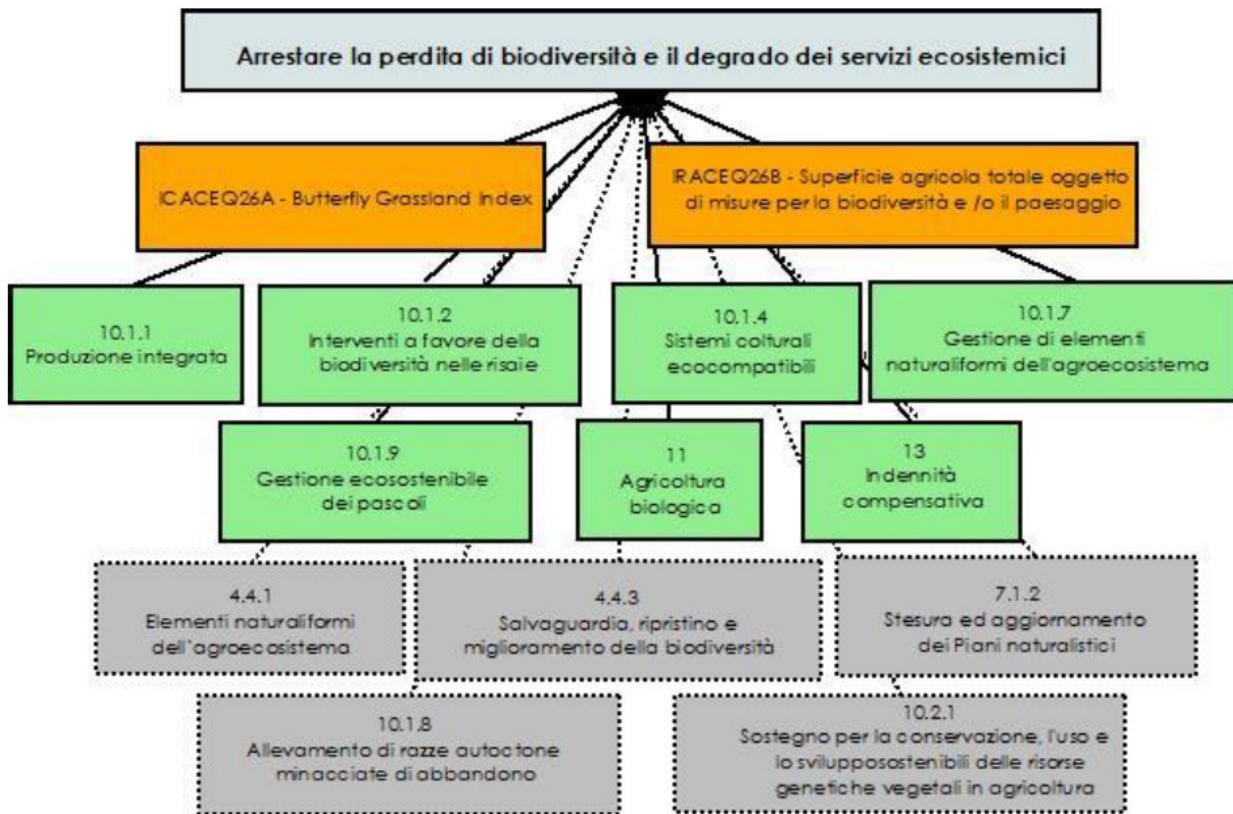 Arrestare la perdita di biodiversità e il degrado dei servizi ecosistemici
ICACEQ26A - Butterfly Grassland Index
IRACEQ26B - Superficie agricola totale oggetto
di misure per la biodiversità e /o il paesaggio
10.1.1
Produzione integrata
10.1.2
Interventi a favore della
biodiversità nelle risaie
10.1.4
Sistemi colturali
ecocompatibili
10.1.7
Gestione di elementi
naturaliformi dell'agroecosistema
10.1.9
Gestione ecosostenibile
dei pascoli
11
Agricoltura
biologica
13
Indennità
compensativa
4.4.1
Elementi naturaliformi
dell'agroecosistema
4.4.3
Salvaguardia, ripristino e
miglioramento della biodiversità
7.1.2
Stesura ed aggiornamento
dei Piani naturalistici
10.1.8
Allevamento di razze autoctone
minacciate di abbandono
10.2.1
Sostegno per la conservazione, l'uso e
lo svilupposostenibili delle risorse
genetiche vegetali in agricoltura